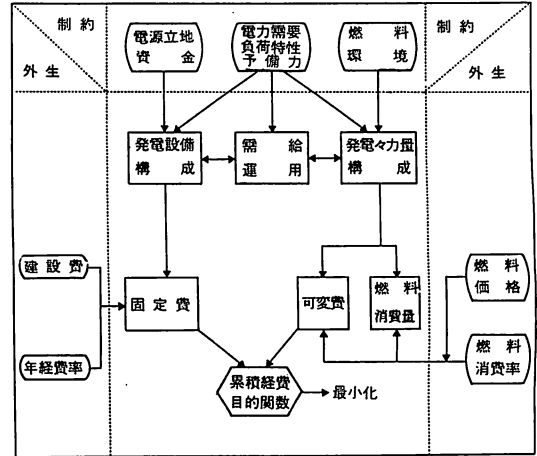 制約
外生
電源立地
資金
電力需要
負荷特性
予備力
燃料
環境
制約
外生
発電設備
構成
需給
運用
発電々力量
構成
建設費
年経費率
固定費
可変費
燃料
消費量
燃料
価格
燃料
消費率
累積経費
目的関数
最小化